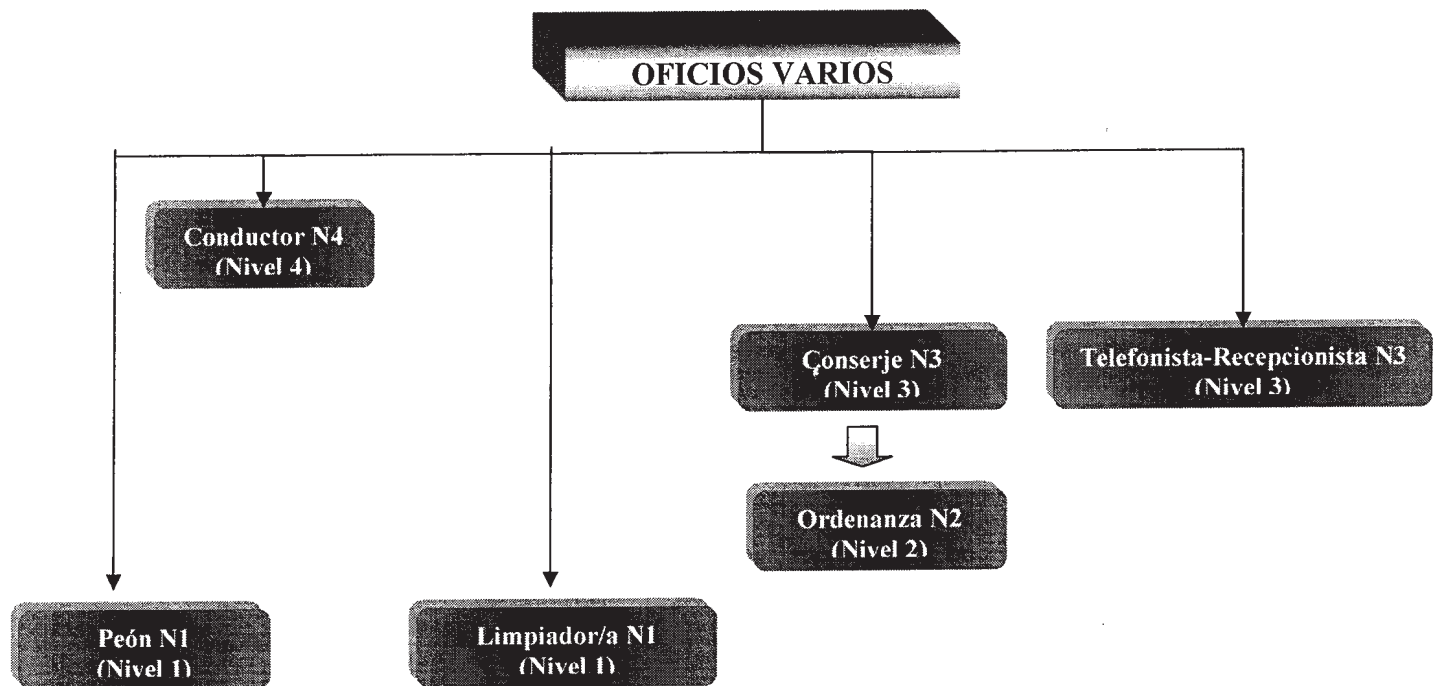 OFICIOS VARIOS
Conductor N4
(Nivel 4)
Conserje N3
(Nivel 3)
Telefonista-Recepcionista N3
(Nivel 3)
Ordenanza N2
(Nivel 2)
Peón N1
(Nivel 1)
Limpiador/a N1
(Nivel 1)